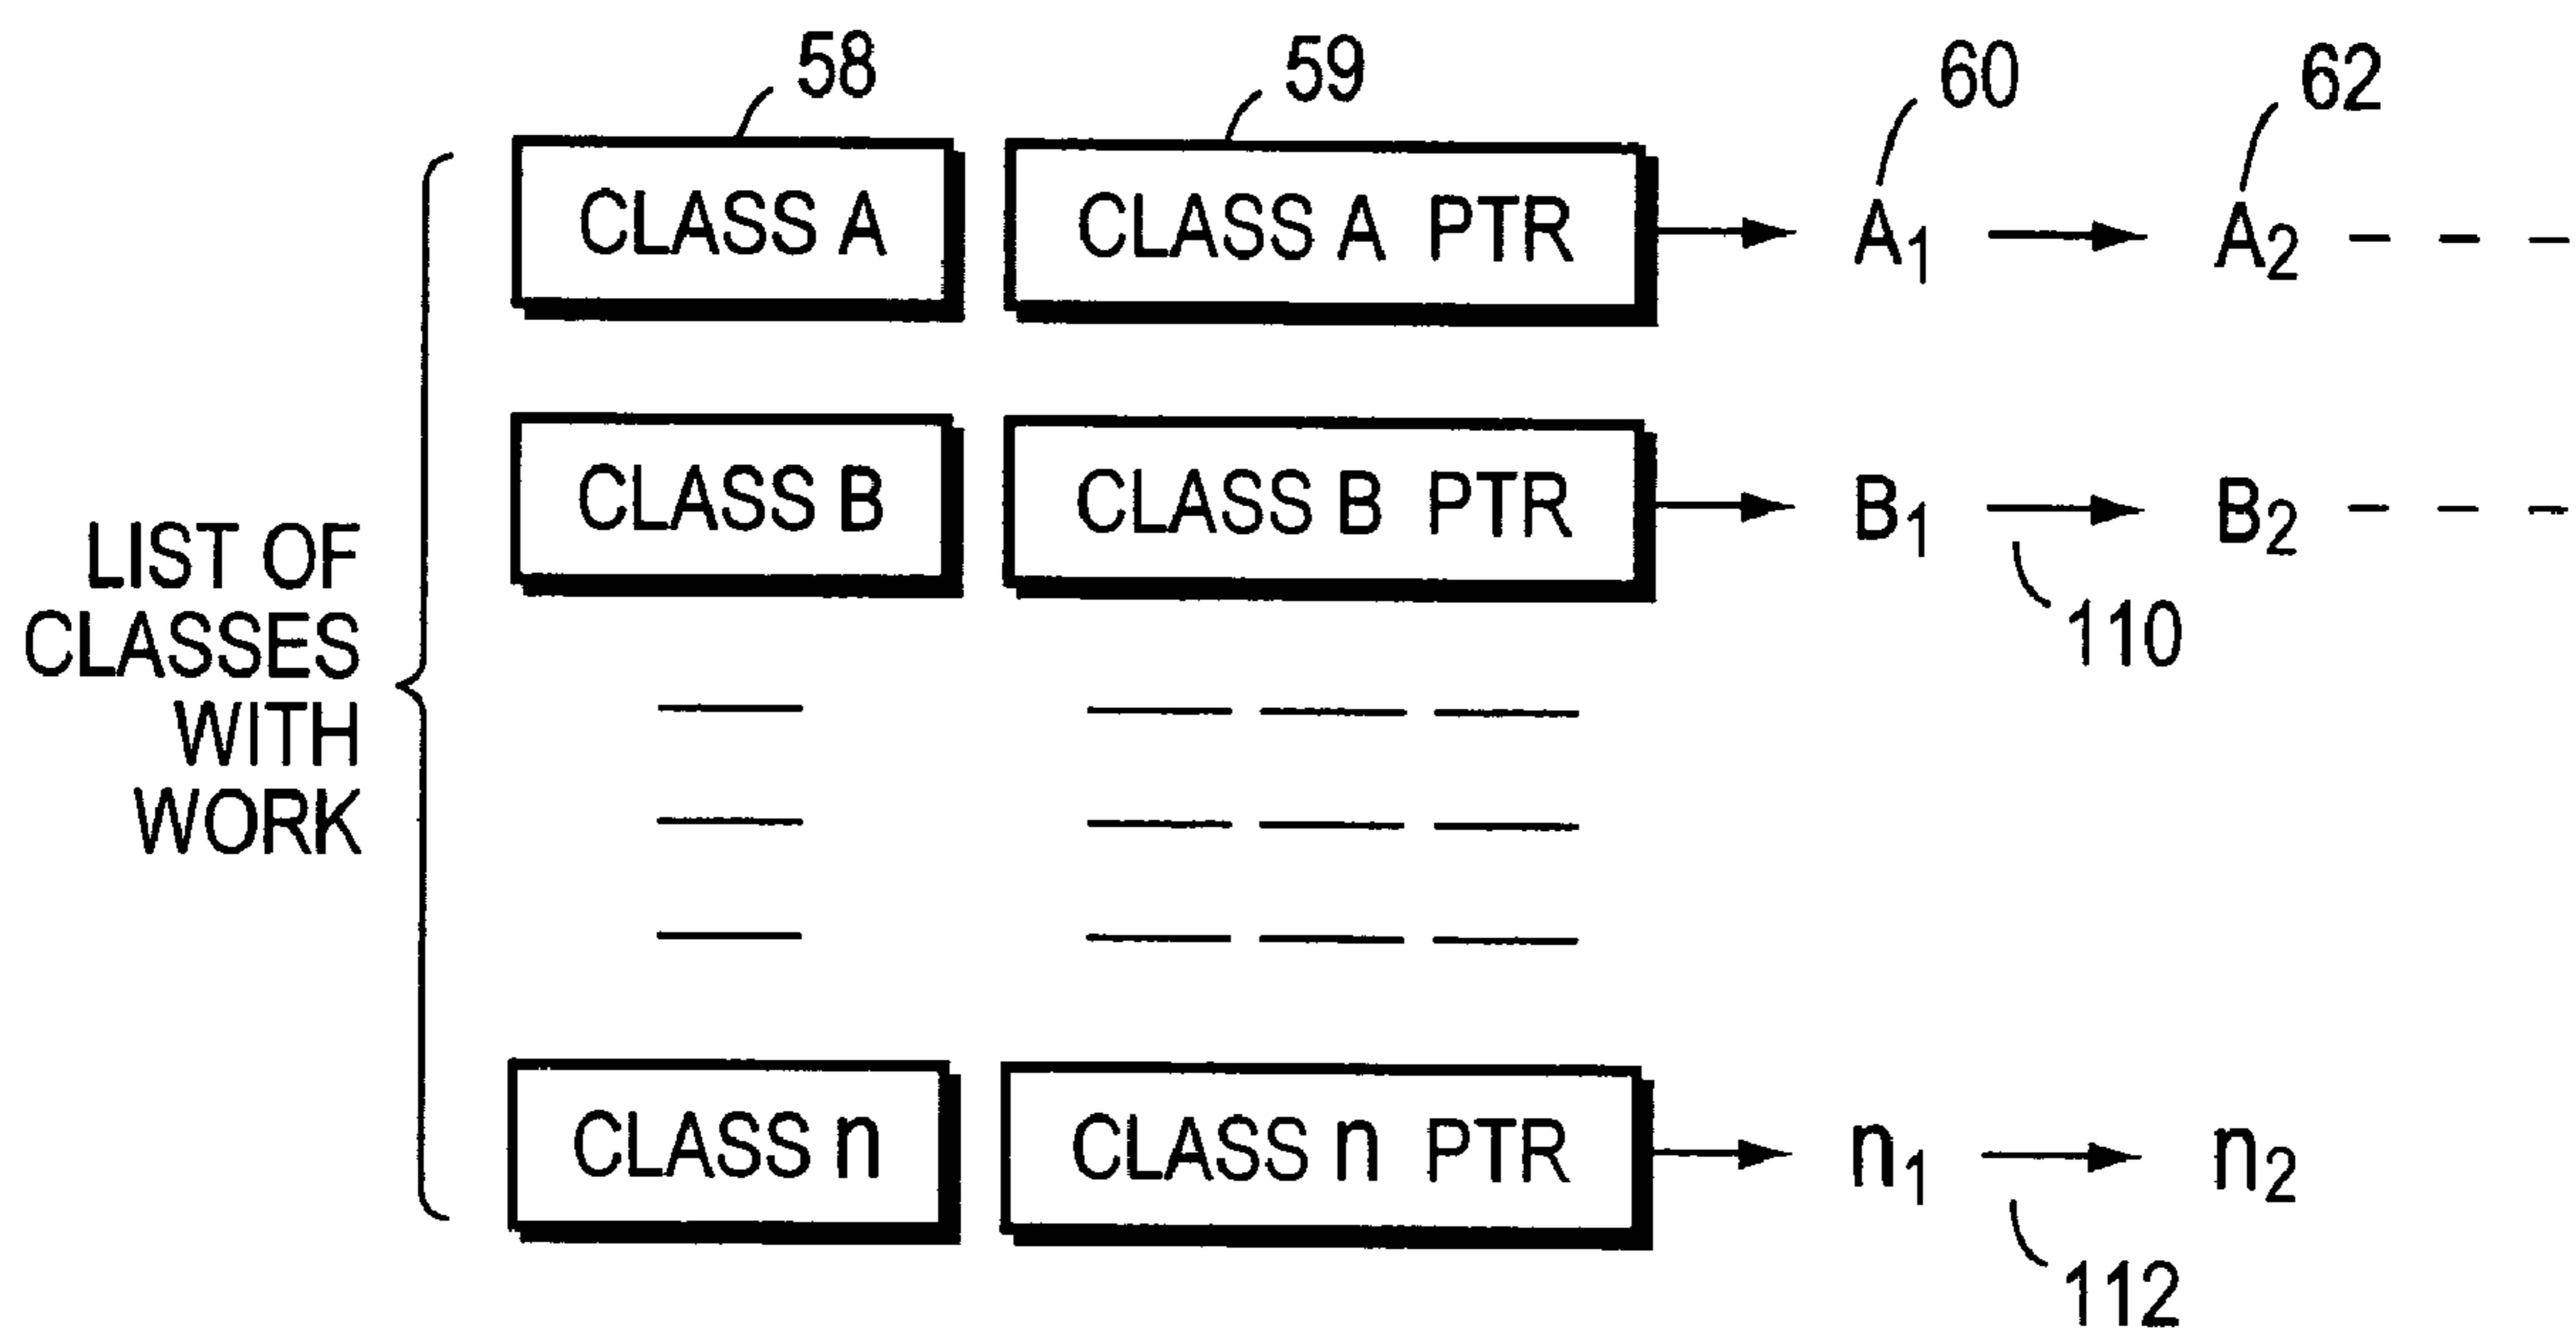 58 59 60 62
CLASS A CLASS A PTR A₁ A₂
CLASS B CLASS B PTR B₁ B₂
110
LIST OF
CLASSES
WITH
WORK
CLASS n CLASS n PTR n₁ n₂
112